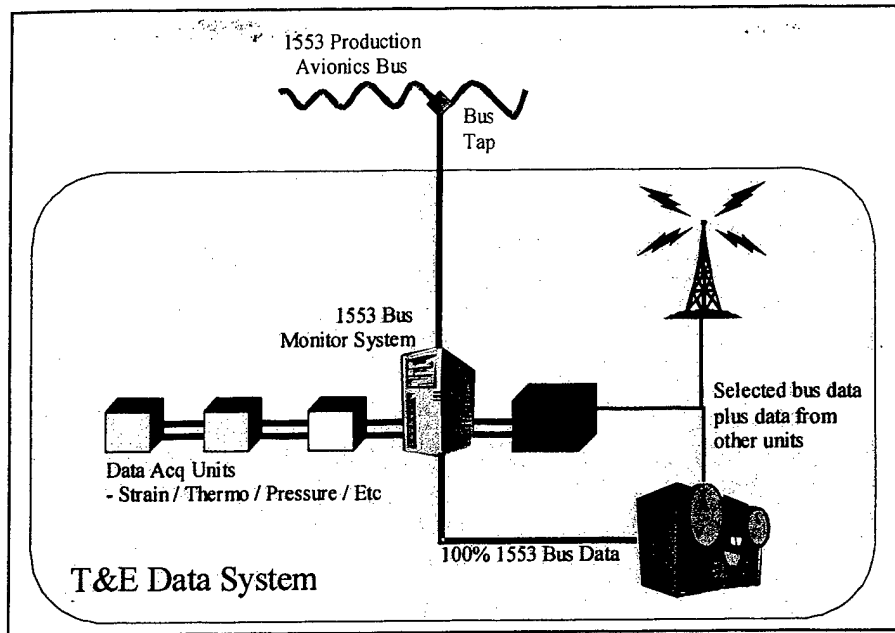 1553 Production
Avionics Bus
Bus
Tap
1553 Bus
Monitor System
Selected bus data
plus data from
other units
Data Acq Units
- Strain / Thermo / Pressure / Etc
100% 1553 Bus Data
T&E Data System